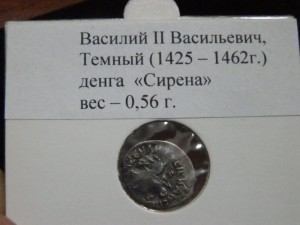 Василий II Васильевич,
Темный (1425 – 1462г.)
денга «Сирена»
вес – 0,56 г.